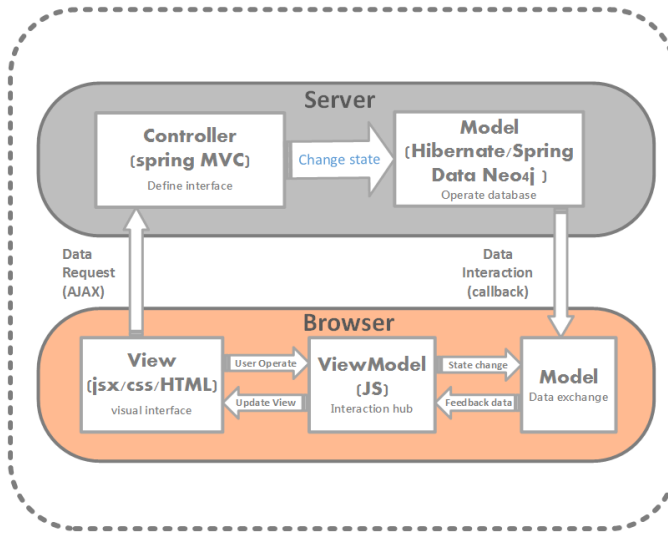 Server
Controller
(spring MVC)
Define interface
Change state
Model
(Hibernate/Spring
Data Neo4j )
Operate database
Data
Request
(AJAX)
Data
Interaction
(callback)
Browser
View
(jsx/css/HTML)
visual interface
User Operate
Update View
ViewModel
(JS)
Interaction hub
State change
Feedback data
Model
Data exchange